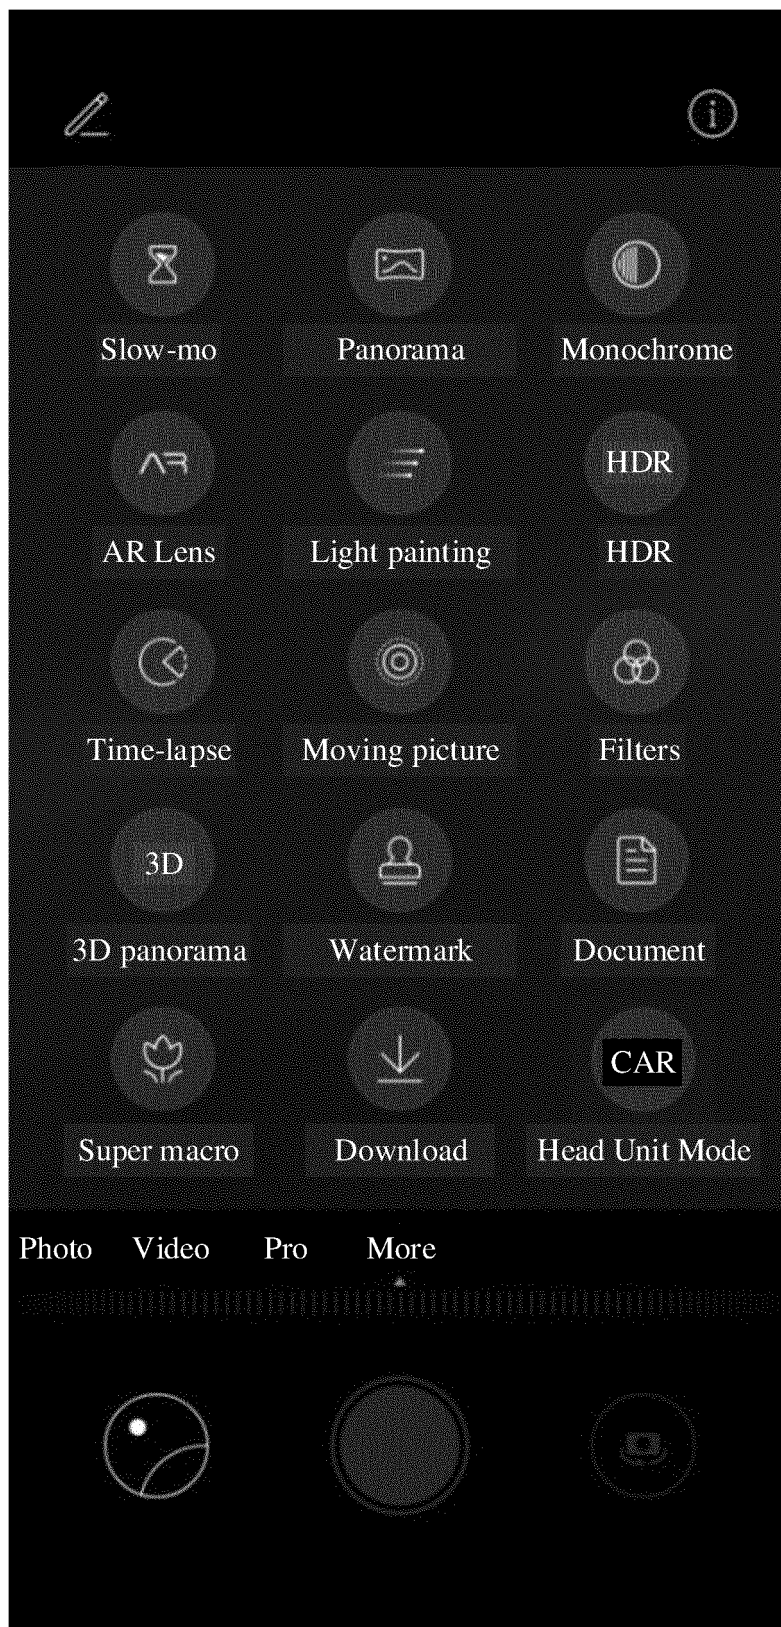 Slow-mo Panorama Monochrome
AR HDR
AR Lens Light painting HDR
Time-lapse Moving picture Filters
3D
3D panorama Watermark Document
CAR
Super macro Download Head Unit Mode
Photo Video Pro More